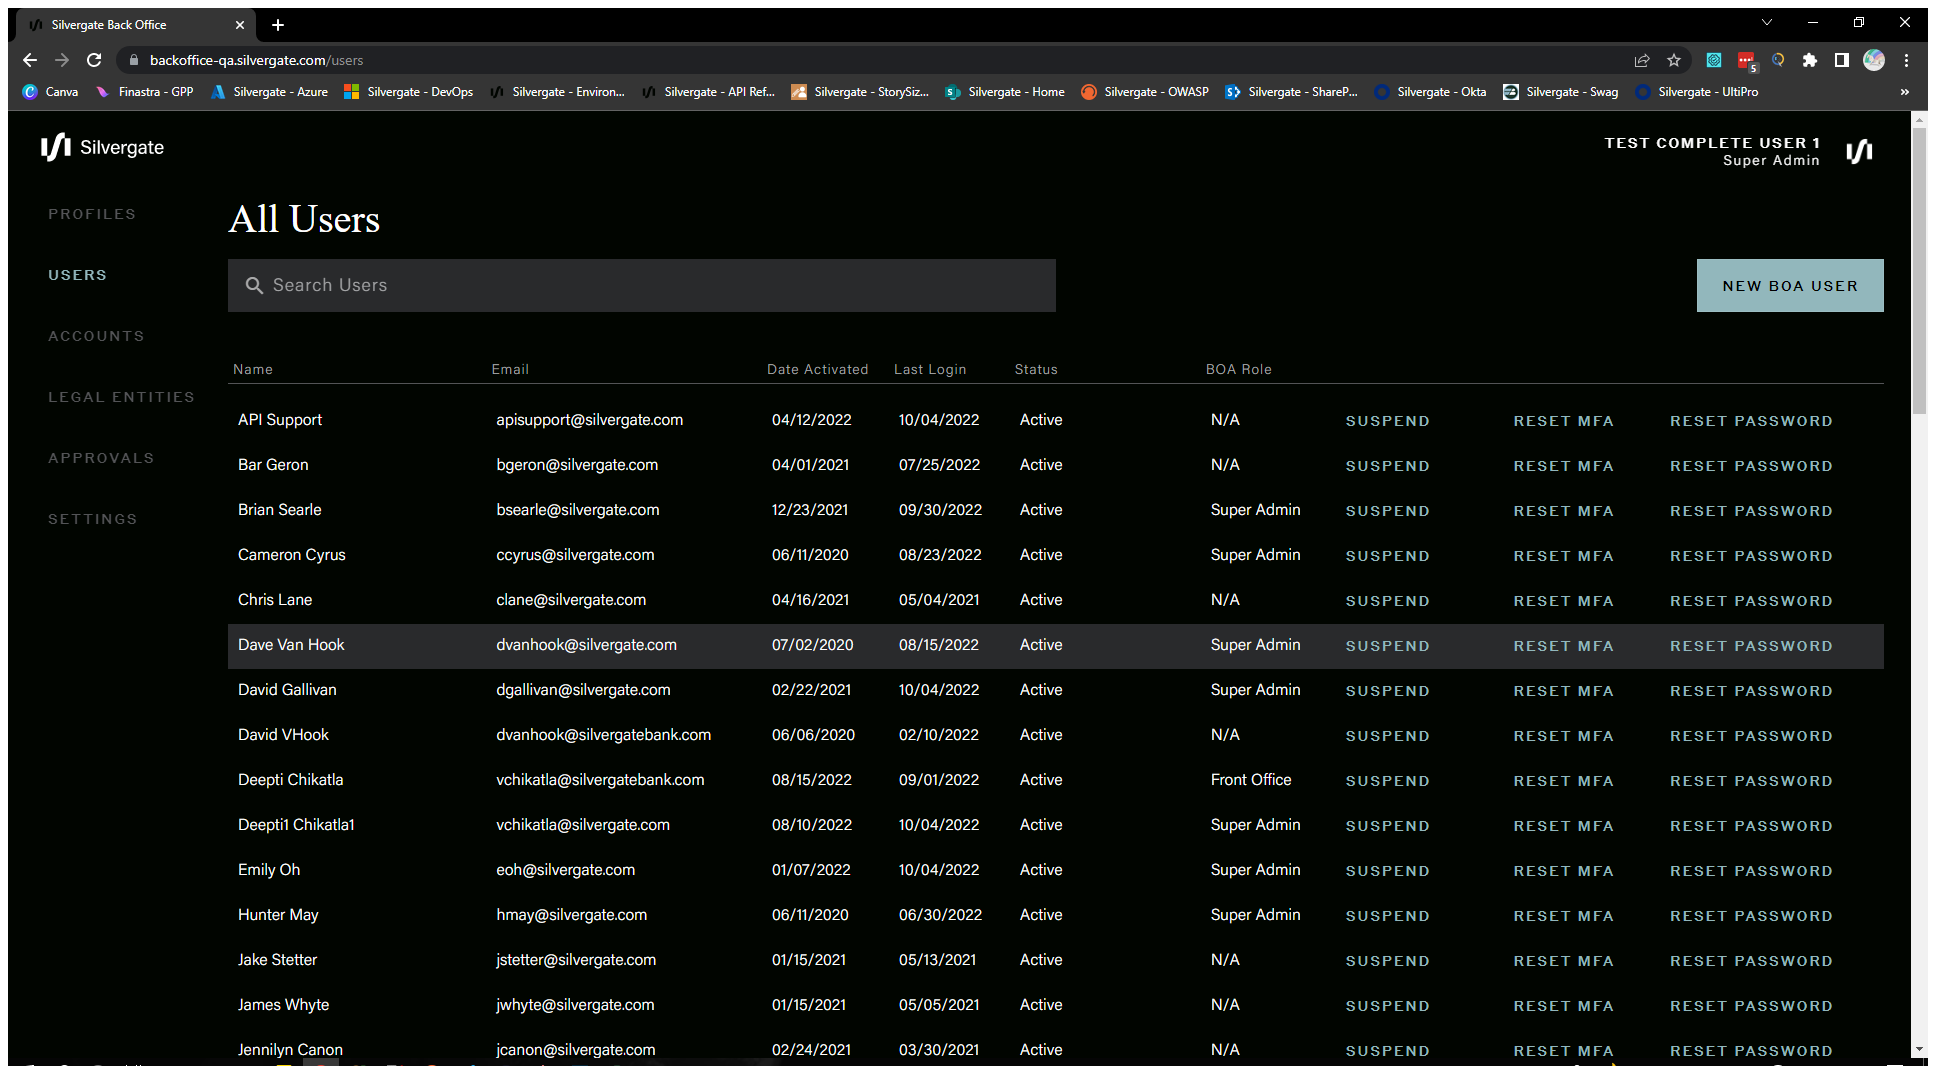 Silvergate Back Office
backoffice-qa.silvergate.com/users
5
Canva Finastra - GPP Silvergate - Azure Silvergate - DevOps Silvergate - Environ... Silvergate - API Ref... Silvergate - StorySiz... Silvergate - Home Silvergate - OWASP Silvergate - ShareP... Silvergate - Okta Silvergate - Swag Silvergate - UltiPro »
Silvergate
TEST COMPLETE USER 1
Super Admin
PROFILES
USERS
ACCOUNTS
LEGAL ENTITIES
APPROVALS
SETTINGS
All Users
Search Users
NEW BOA USER
Name Email Date Activated Last Login Status BOA Role
API Support apisupport@silvergate.com 04/12/2022 10/04/2022 Active N/A SUSPEND RESET MFA RESET PASSWORD
Bar Geron bgeron@silvergate.com 04/01/2021 07/25/2022 Active N/A SUSPEND RESET MFA RESET PASSWORD
Brian Searle bsearle@silvergate.com 12/23/2021 09/30/2022 Active Super Admin SUSPEND RESET MFA RESET PASSWORD
Cameron Cyrus ccyrus@silvergate.com 06/11/2020 08/23/2022 Active Super Admin SUSPEND RESET MFA RESET PASSWORD
Chris Lane clane@silvergate.com 04/16/2021 05/04/2021 Active N/A SUSPEND RESET MFA RESET PASSWORD
Dave Van Hook dvanhook@silvergate.com 07/02/2020 08/15/2022 Active Super Admin SUSPEND RESET MFA RESET PASSWORD
David Gallivan dgallivan@silvergate.com 02/22/2021 10/04/2022 Active Super Admin SUSPEND RESET MFA RESET PASSWORD
David VHook dvanhook@silvergatebank.com 06/06/2020 02/10/2022 Active N/A SUSPEND RESET MFA RESET PASSWORD
Deepti Chikatla vchikatla@silvergatebank.com 08/15/2022 09/01/2022 Active Front Office SUSPEND RESET MFA RESET PASSWORD
Deepti1 Chikatla1 vchikatla@silvergate.com 08/10/2022 10/04/2022 Active Super Admin SUSPEND RESET MFA RESET PASSWORD
Emily Oh eoh@silvergate.com 01/07/2022 10/04/2022 Active Super Admin SUSPEND RESET MFA RESET PASSWORD
Hunter May hmay@silvergate.com 06/11/2020 06/30/2022 Active Super Admin SUSPEND RESET MFA RESET PASSWORD
Jake Stetter jstetter@silvergate.com 01/15/2021 05/13/2021 Active N/A SUSPEND RESET MFA RESET PASSWORD
James Whyte jwhyte@silvergate.com 01/15/2021 05/05/2021 Active N/A SUSPEND RESET MFA RESET PASSWORD
Jennilyn Canon jcanon@silvergate.com 02/24/2021 03/30/2021 Active N/A SUSPEND RESET MFA RESET PASSWORD